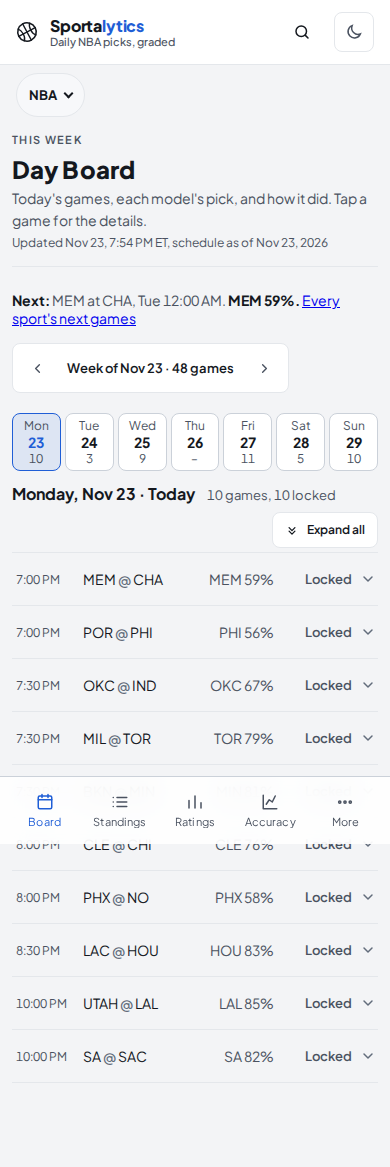 Sportalytics
Daily NBA picks, graded
NBA
THIS WEEK
Day Board
Today's games, each model's pick, and how it did. Tap a
game for the details.
Updated Nov 23, 7:54 PM ET, schedule as of Nov 23, 2026
Next: MEM at CHA, Tue 12:00 AM. MEM 59%. Every
sport's next games
Week of Nov 23 · 48 games
Mon Tue Wed Thu Fri Sat Sun
23 24 25 26 27 28 29
10 3 9 – 11 5 10
Monday, Nov 23 · Today 10 games, 10 locked
Expand all
7:00 PM MEM @ CHA MEM 59% Locked
7:00 PM POR @ PHI PHI 56% Locked
7:30 PM OKC @ IND OKC 67% Locked
7:30 PM MIL @ TOR TOR 79% Locked
Board Standings Ratings Accuracy More
8:00 PM CLE @ CHI CLE 76% Locked
8:00 PM PHX @ NO PHX 58% Locked
8:30 PM LAC @ HOU HOU 83% Locked
10:00 PM UTAH @ LAL LAL 85% Locked
10:00 PM SA @ SAC SA 82% Locked